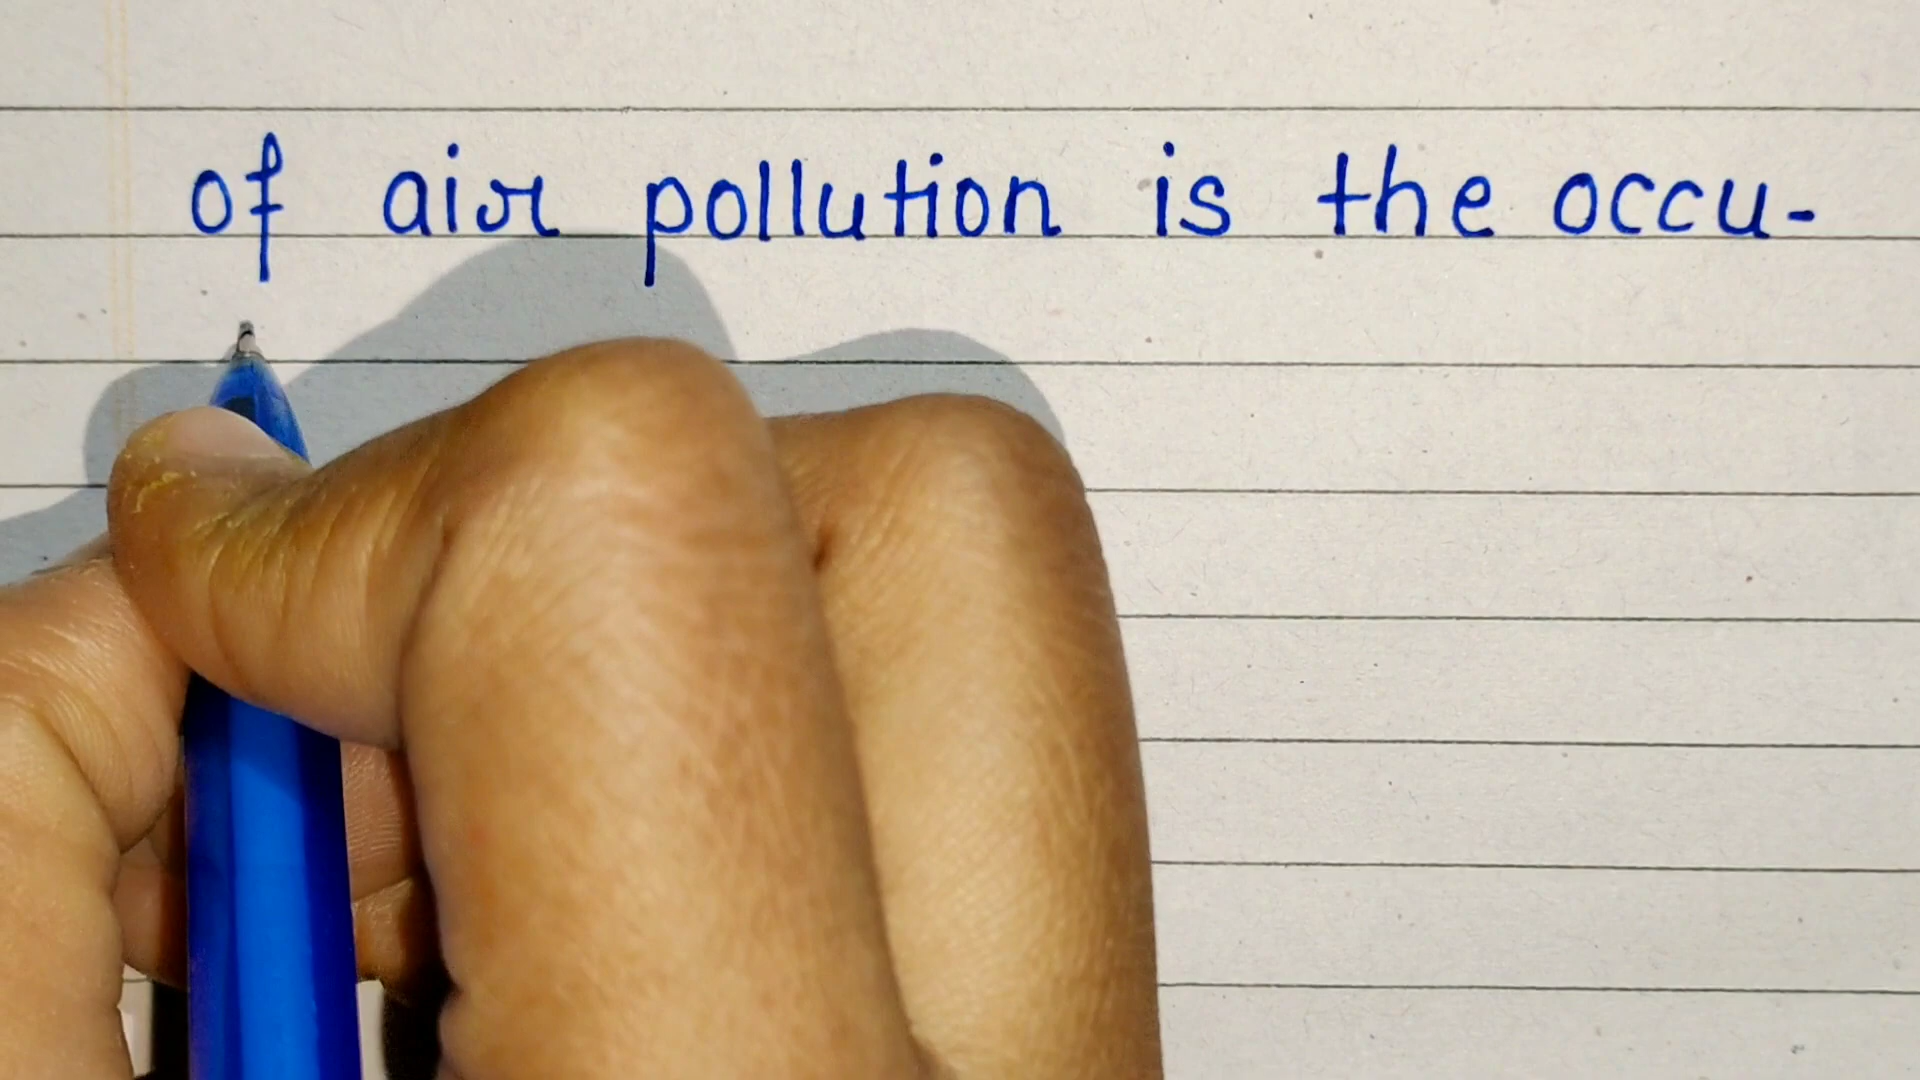 of air pollution is the occu-